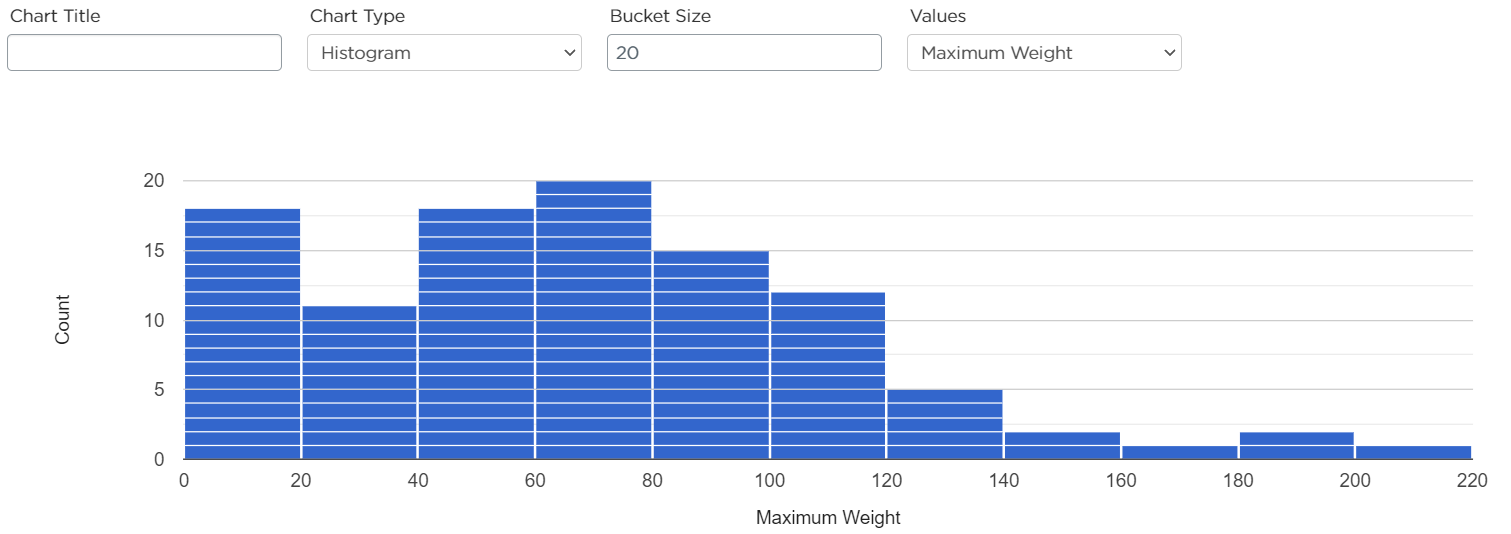 Chart Title Chart Type Bucket Size Values
Histogram 20 Maximum Weight
20
15
10
5
0
Count
0 20 40 60 80 100 120 140 160 180 200 220
Maximum Weight